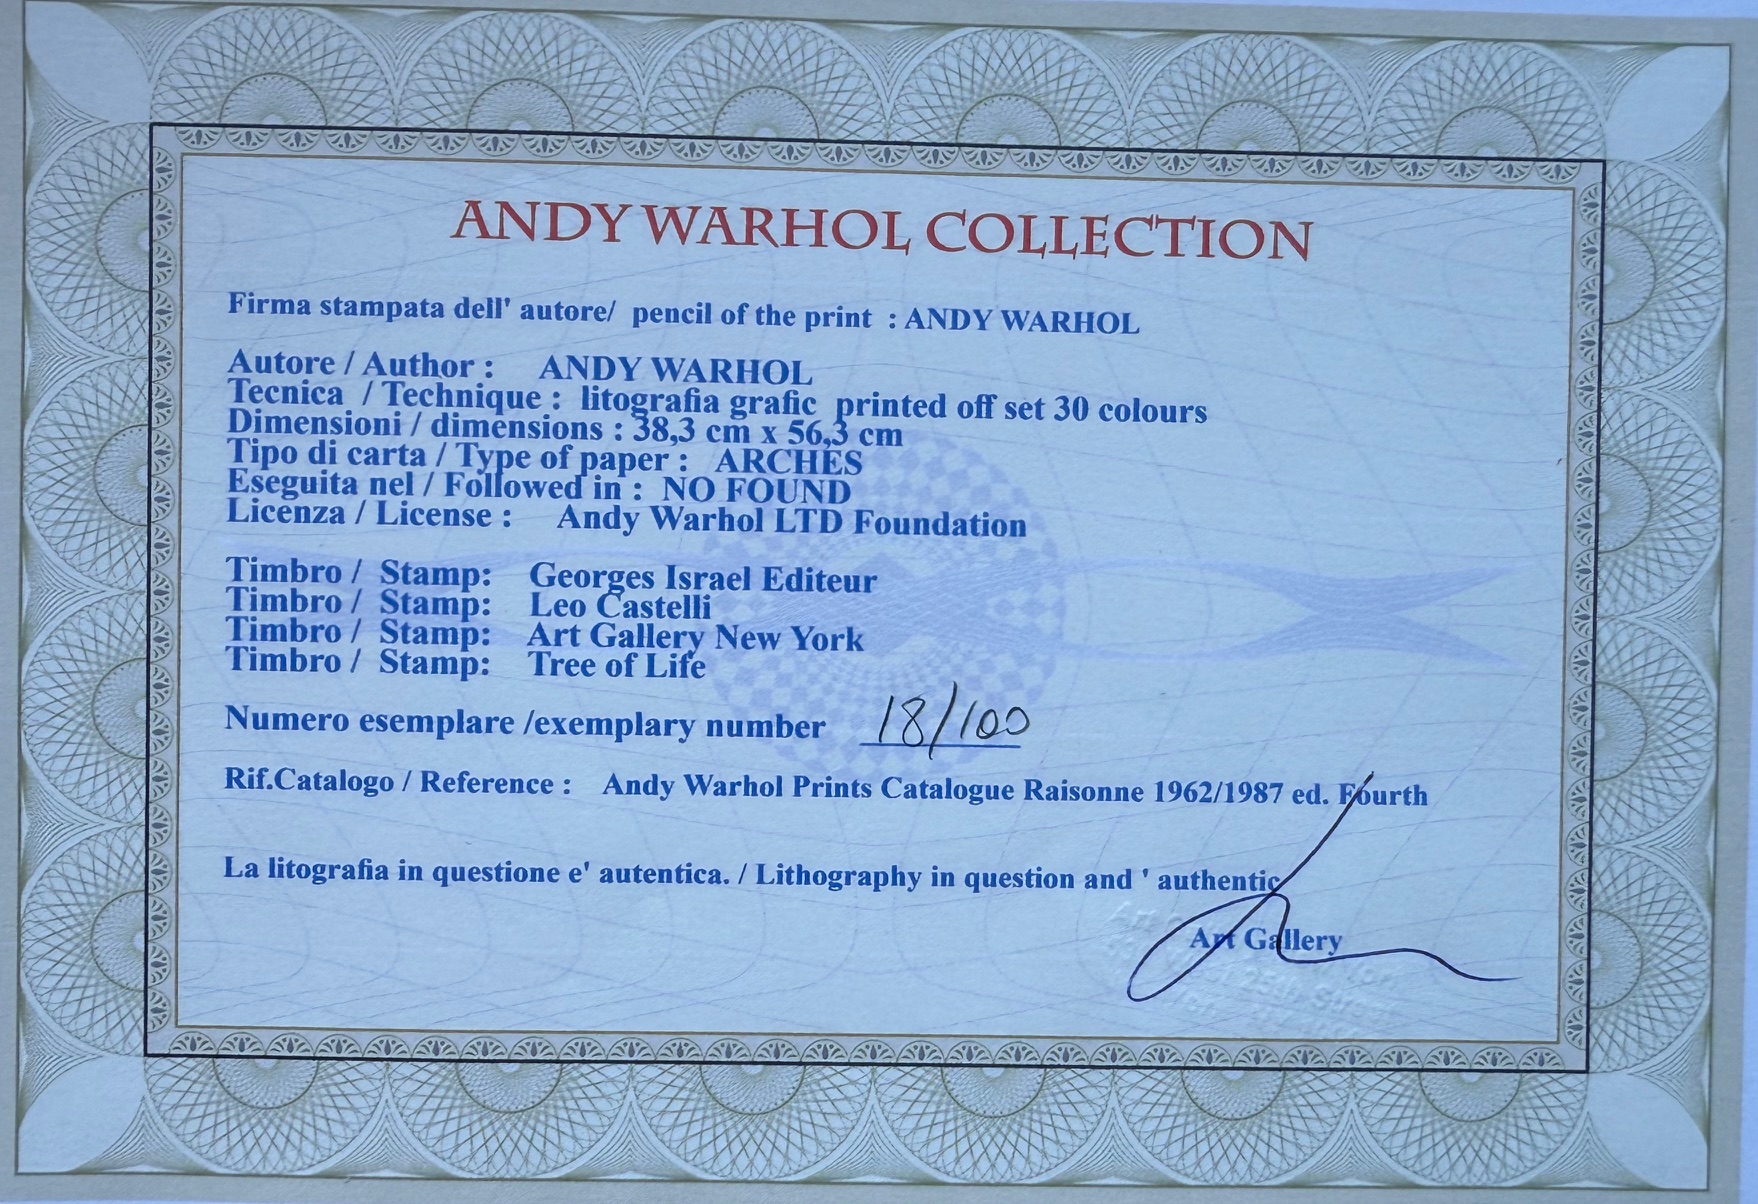 ANDY WARHOL COLLECTION
Firma stampata dell' autore/ pencil of the print : ANDY WARHOL
Autore / Author : ANDY WARHOL
Tecnica / Technique : litografia grafic printed off set 30 colours
Dimensioni / dimensions : 38,3 cm x 56,3 cm
Tipo di carta / Type of paper : ARCHES
Eseguita nel / Followed in : NO FOUND
Licenza / License : Andy Warhol LTD Foundation
Timbro / Stamp: Georges Israel Editeur
Timbro / Stamp: Leo Castelli
Timbro / Stamp: Art Gallery New York
Timbro / Stamp: Tree of Life
Numero esemplare /exemplary number 18/100
Rif.Catalogo / Reference : Andy Warhol Prints Catalogue Raisonne 1962/1987 ed. Fourth
La litografia in questione e' autentica. / Lithography in question and ' authentic
Art Gallery